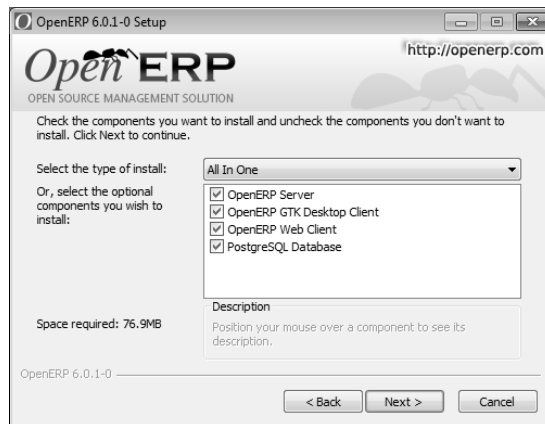 OpenERP 6.0.1-0 Setup
http://openerp.com
Open ERP
OPEN SOURCE MANAGEMENT SOLUTION
Check the components you want to install and uncheck the components you don't want to
install. Click Next to continue.
Select the type of install:
All In One
Or, select the optional
components you wish to
install:
OpenERP Server
OpenERP GTK Desktop Client
OpenERP Web Client
PostgreSQL Database
Space required: 76.9MB
Description
Position your mouse over a component to see its
description.
OpenERP 6.0.1-0
< Back
Next >
Cancel